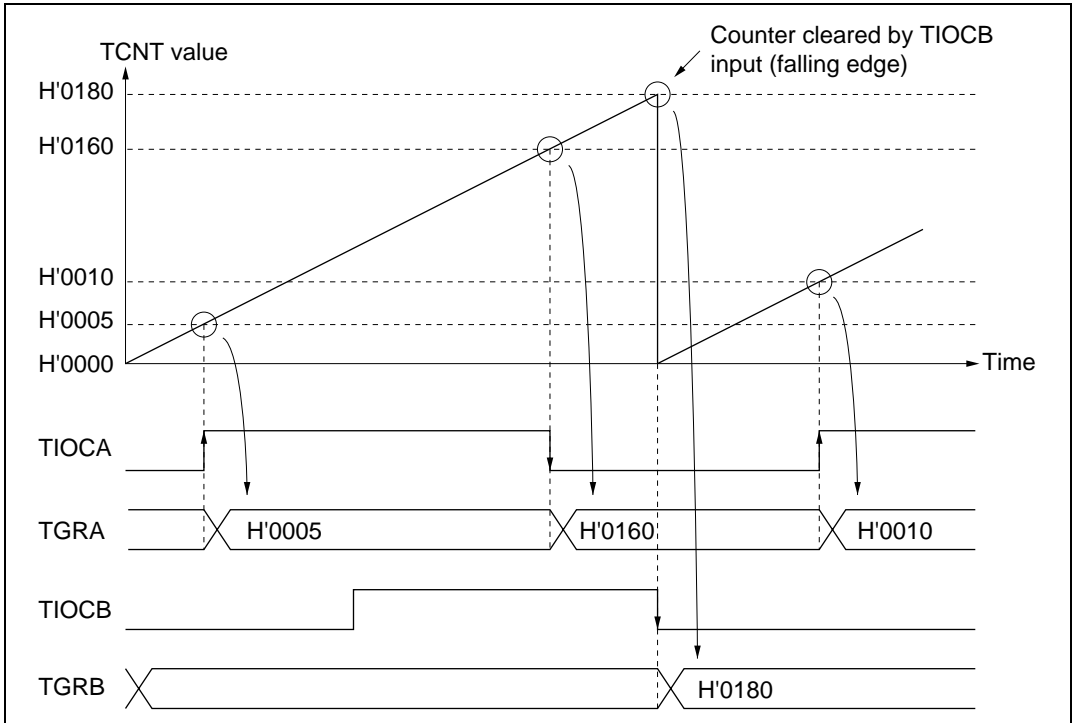 Counter cleared by TIOCB
input (falling edge)
TCNT value
H'0180
H'0160
H'0010
H'0005
H'0000
Time
TIOCA
TGRA
H'0005
H'0160
H'0010
TIOCB
TGRB
H'0180